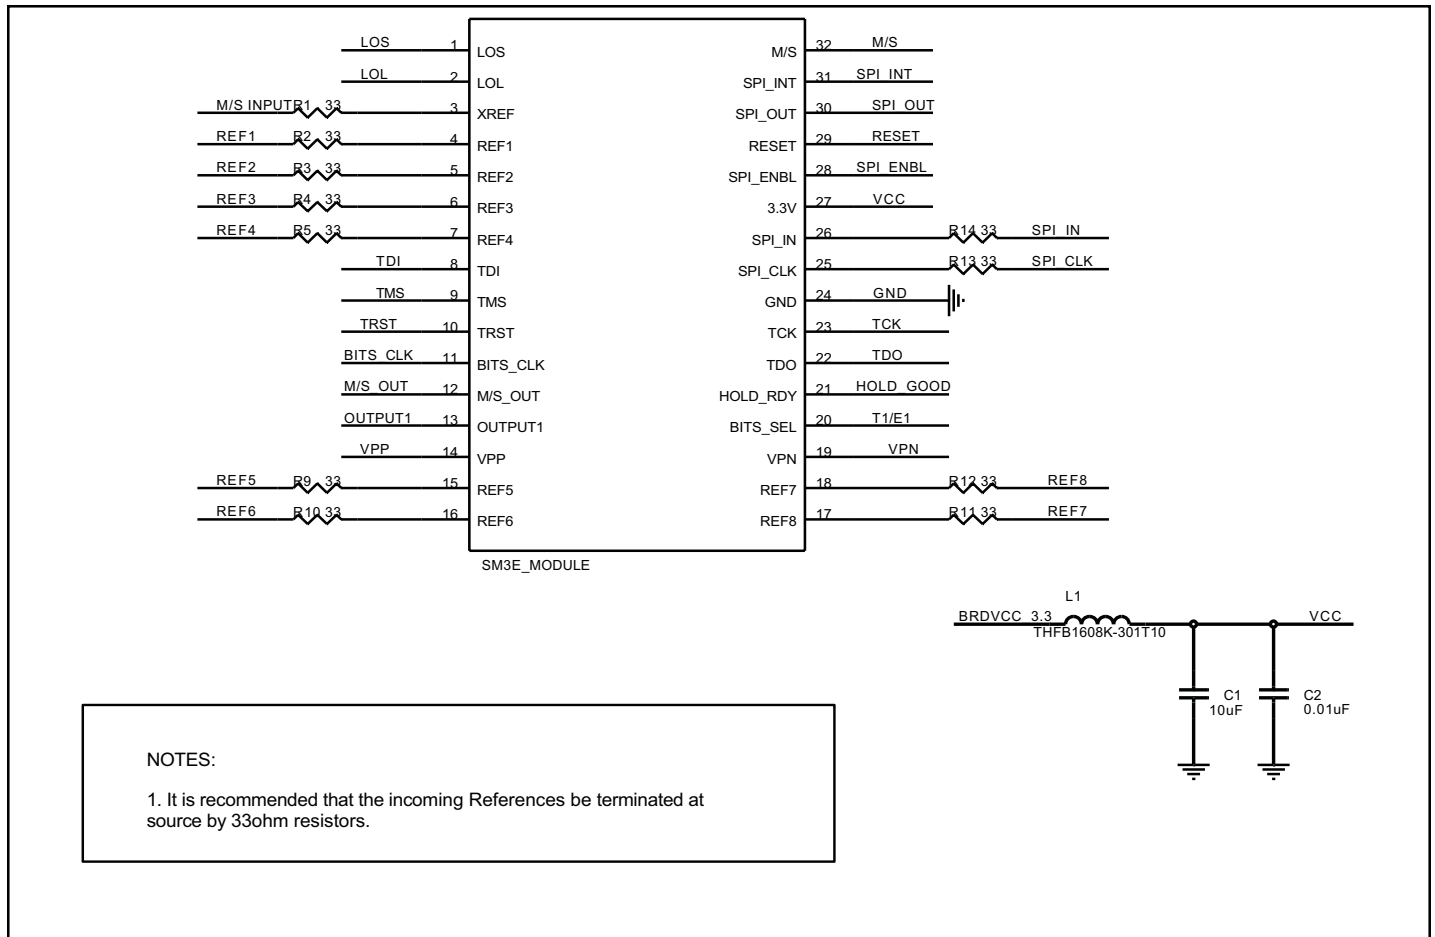 LOS 1 LOS M/S 32 M/S
LOL 2 LOL SPI_INT 31 SPI_INT
M/S INPUT R1 33 3 XREF SPI_OUT 30 SPI_OUT
REF1 R2 33 4 REF1 RESET 29 RESET
REF2 R3 33 5 REF2 SPI_ENBL 28 SPI_ENBL
REF3 R4 33 6 REF3 3.3V 27 VCC
REF4 R5 33 7 REF4 SPI_IN 26 R14 33 SPI_IN
TDI 8 TDI SPI_CLK 25 R13 33 SPI_CLK
TMS 9 TMS GND 24 GND
TRST 10 TRST TCK 23 TCK
BITS_CLK 11 BITS_CLK TDO 22 TDO
M/S_OUT 12 M/S_OUT HOLD_RDY 21 HOLD_GOOD
OUTPUT1 13 OUTPUT1 BITS_SEL 20 T1/E1
VPP 14 VPP VPN 19 VPN
REF5 R9 33 15 REF5 REF7 18 R12 33 REF8
REF6 R10 33 16 REF6 REF8 17 R11 33 REF7
SM3E_MODULE
L1
BRDVCC_3.3 VCC
THFB1608K-301T10
C1 C2
10uF 0.01uF
NOTES:
1. It is recommended that the incoming References be terminated at
source by 33ohm resistors.